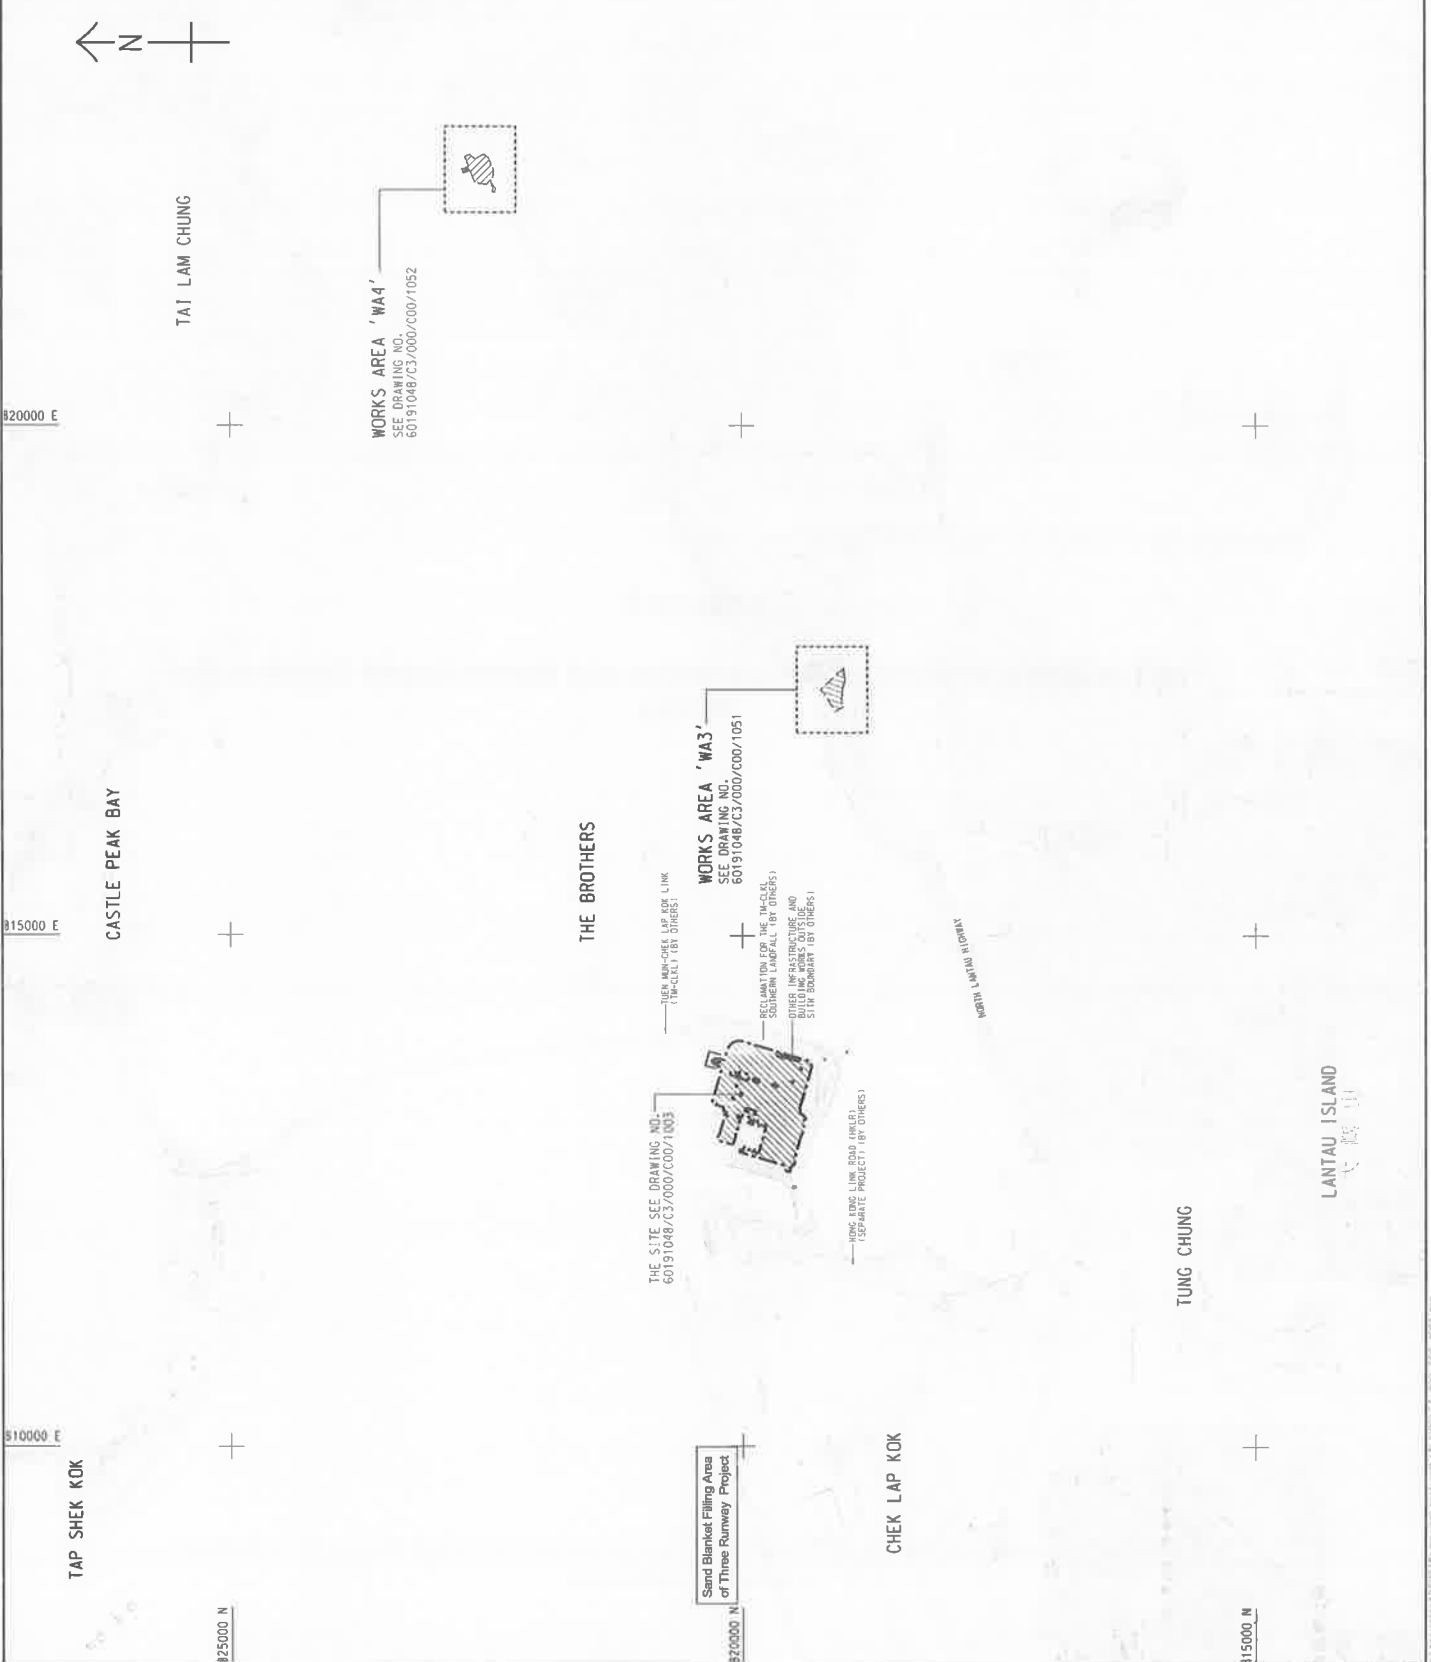 N
TAI LAM CHUNG
WORKS AREA 'WA4'
SEE DRAWING NO.
60191048/C3/000/C00/1052
820000 E
CASTLE PEAK BAY
THE BROTHERS
WORKS AREA 'WA3'
SEE DRAWING NO.
60191048/C3/000/C00/1051
815000 E
TUEN MUN-CHEK LAP KOK LINK
(TM-CLKL) (BY OTHERS)
RECLAMATION FOR THE TM-CLKL
SOUTHERN LANDFALL (BY OTHERS)
OTHER INFRASTRUCTURE AND
BUILDING WORKS OUTSIDE
SITE BOUNDARY (BY OTHERS)
NORTH LANTAU HIGHWAY
THE SITE SEE DRAWING NO.
60191048/C3/000/C00/1003
HONG KONG LINK ROAD (HKLR)
(SEPARATE PROJECT) (BY OTHERS)
LANTAU ISLAND
TUNG CHUNG
810000 E
TAP SHEK KOK
Sand Blanket Filling Area
of Three Runway Project
CHEK LAP KOK
825000 N
820000 N
815000 N